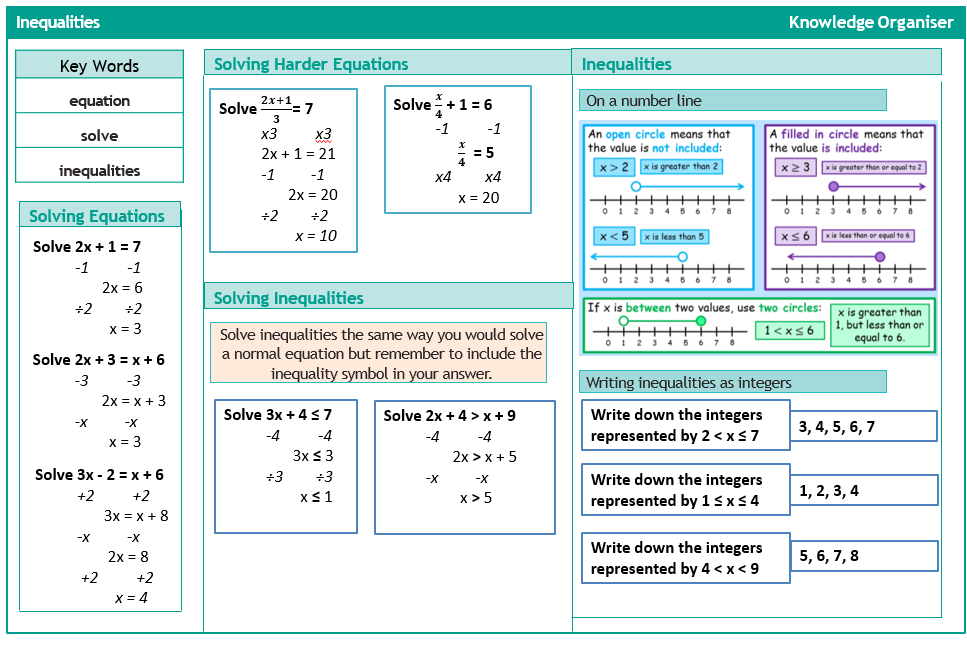 Inequalities
Knowledge Organiser
Key Words
equation
solve
inequalities
Solving Equations
Solve 2x + 1 = 7
-1 -1
2x = 6
÷2 ÷2
x = 3
Solve 2x + 3 = x + 6
-3 -3
2x = x + 3
-x -x
x = 3
Solve 3x - 2 = x + 6
+2 +2
3x = x + 8
-x -x
2x = 8
+2 +2
x = 4
Solving Harder Equations
Solve (2x+1)/3 = 7
x3 x3
2x + 1 = 21
-1 -1
2x = 20
÷2 ÷2
x = 10
Solve x/4 + 1 = 6
-1 -1
x/4 = 5
x4 x4
x = 20
Solving Inequalities
Solve inequalities the same way you would solve
a normal equation but remember to include the
inequality symbol in your answer.
Solve 3x + 4 ≤ 7
-4 -4
3x ≤ 3
÷3 ÷3
x ≤ 1
Solve 2x + 4 > x + 9
-4 -4
2x > x + 5
-x -x
x > 5
Inequalities
On a number line
An open circle means that
the value is not included:
x > 2 x is greater than 2
0 1 2 3 4 5 6 7 8
x < 5 x is less than 5
0 1 2 3 4 5 6 7 8
A filled in circle means that
the value is included:
x ≥ 3 x is greater than or equal to 2
0 1 2 3 4 5 6 7 8
x ≤ 6 x is less than or equal to 6
0 1 2 3 4 5 6 7 8
If x is between two values, use two circles:
0 1 2 3 4 5 6 7 8
1 < x ≤ 6
x is greater than
1, but less than or
equal to 6.
Writing inequalities as integers
Write down the integers
represented by 2 < x ≤ 7
3, 4, 5, 6, 7
Write down the integers
represented by 1 ≤ x ≤ 4
1, 2, 3, 4
Write down the integers
represented by 4 < x < 9
5, 6, 7, 8